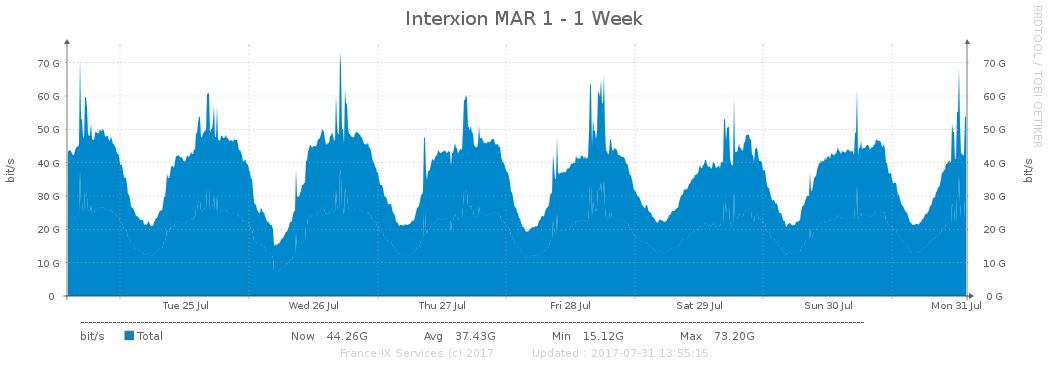 Interxion MAR 1 - 1 Week
RRDTOOL / TOBI OETIKER
bit/s
70 G
60 G
50 G
40 G
30 G
20 G
10 G
0
70 G
60 G
50 G
40 G
30 G
20 G
10 G
0 G
bit/s
Tue 25 Jul Wed 26 Jul Thu 27 Jul Fri 28 Jul Sat 29 Jul Sun 30 Jul Mon 31 Jul
bit/s Total Now 44.26G Avg 37.43G Min 15.12G Max 73.20G
France-IX Services (c) 2017 Updated : 2017-07-31 13:55:15